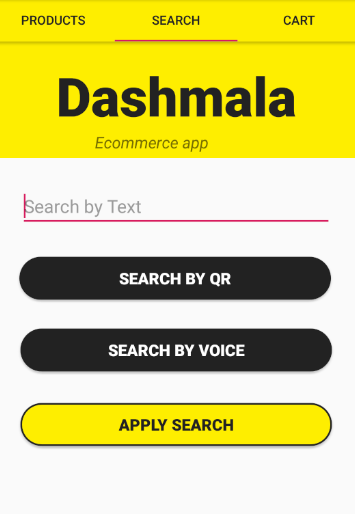 PRODUCTS SEARCH CART
Dashmala
Ecommerce app
Search by Text
SEARCH BY QR
SEARCH BY VOICE
APPLY SEARCH